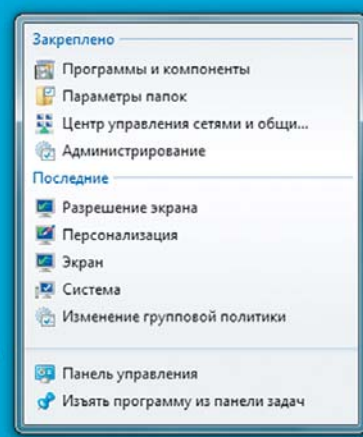 Закреплено
Программы и компоненты
Параметры папок
Центр управления сетями и общи...
Администрирование
Последние
Разрешение экрана
Персонализация
Экран
Система
Изменение групповой политики
Панель управления
Изъять программу из панели задач